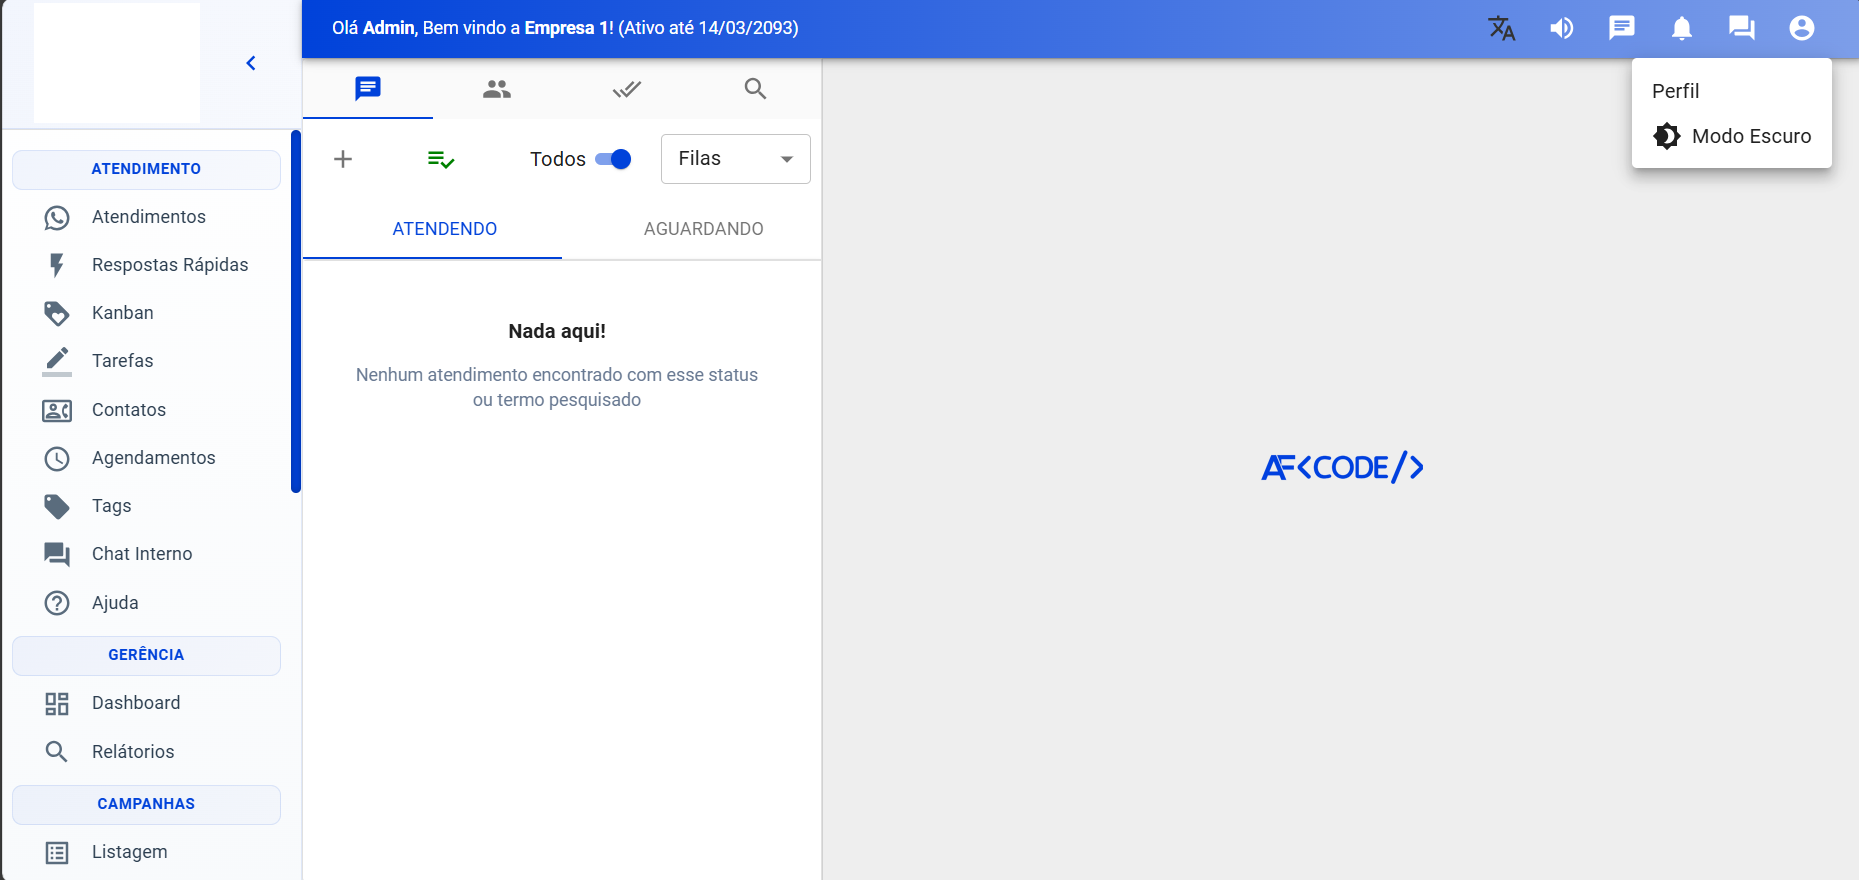 Olá Admin, Bem vindo a Empresa 1! (Ativo até 14/03/2093)
Perfil
Modo Escuro
ATENDIMENTO
Atendimentos
Respostas Rápidas
Kanban
Tarefas
Contatos
Agendamentos
Tags
Chat Interno
Ajuda
GERÊNCIA
Dashboard
Relátorios
CAMPANHAS
Listagem
Todos
Filas
ATENDENDO
AGUARDANDO
Nada aqui!
Nenhum atendimento encontrado com esse status
ou termo pesquisado
AF<CODE/>